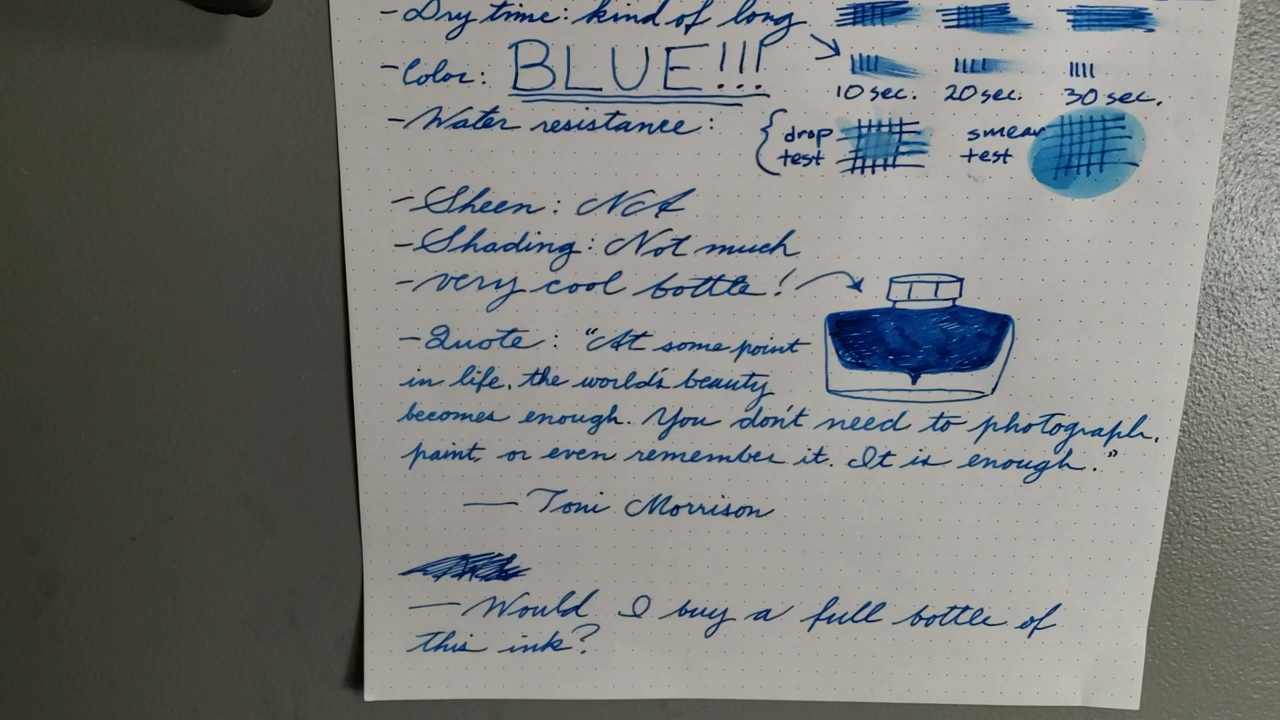 - Dry time: kind of long
- Color: BLUE!!!
10 sec. 20 sec. 30 sec.
- Water resistance: { drop test smear test
- Sheen: NA
- Shading: Not much
- very cool bottle!
- Quote: "At some point
in life, the world's beauty
becomes enough. You don't need to photograph,
paint, or even remember it. It is enough."
— Toni Morrison
— Would I buy a full bottle of
this ink?